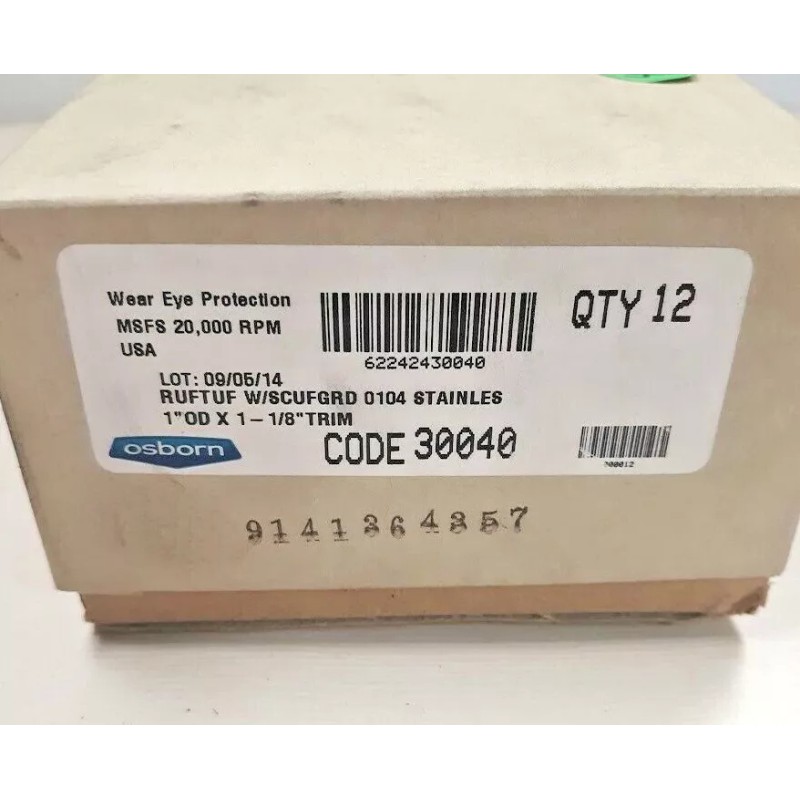 Wear Eye Protection
MSFS 20,000 RPM
USA
62242430040
QTY 12
LOT: 09/05/14
RUFTUF W/SCUFGRD 0104 STAINLES
1"OD X 1-1/8"TRIM
osborn
CODE 30040
200012
9141364357